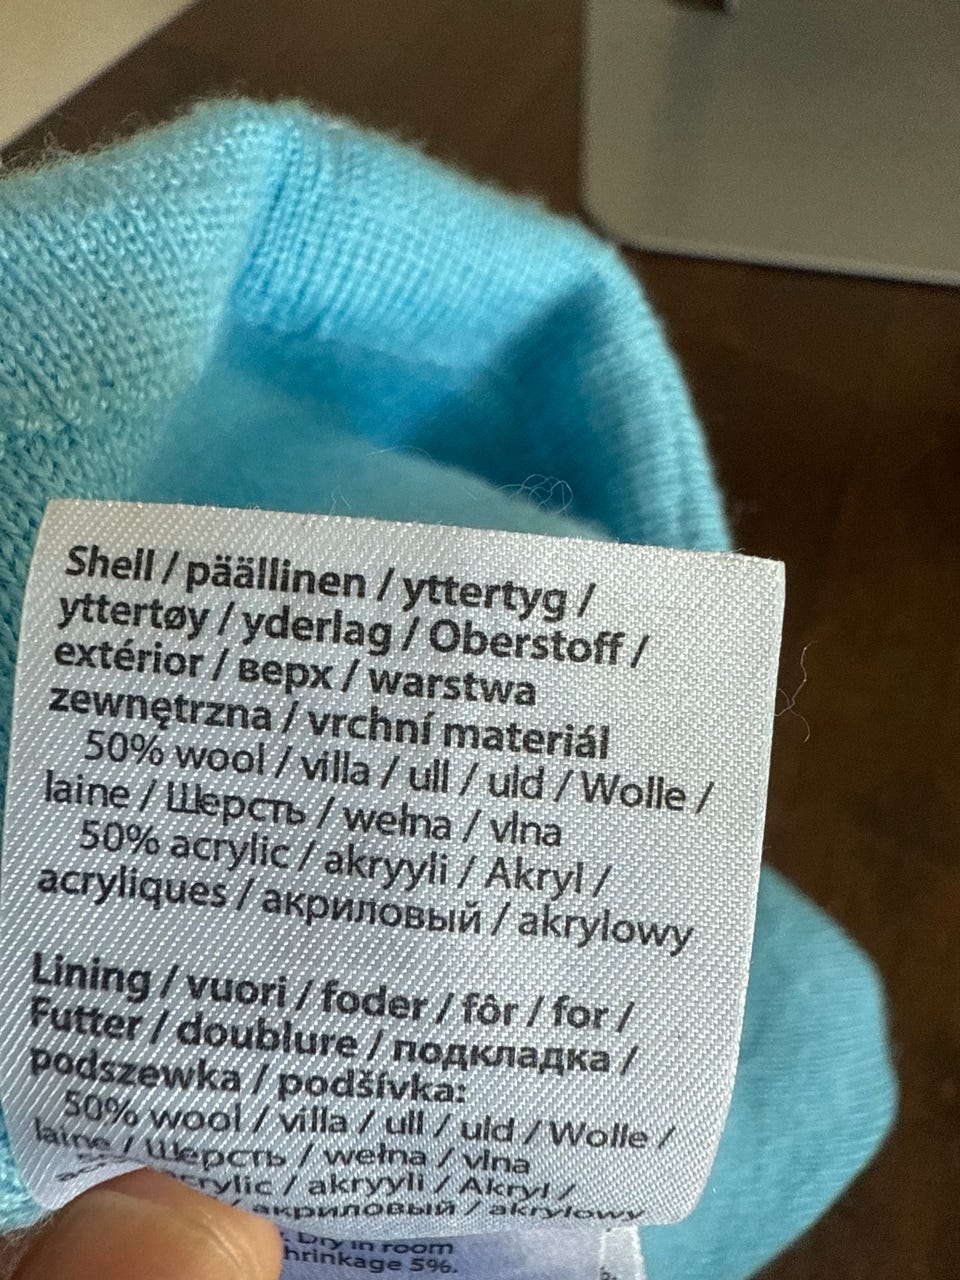 Shell / päällinen / yttertyg /
yttertøy / yderlag / Oberstoff /
extérior / верх / warstwa
zewnętrzna / vrchní materiál
50% wool / villa / ull / uld / Wolle /
laine / Шерсть / wełna / vlna
50% acrylic / akryyli / Akryl /
acryliques / акриловый / akrylowy
Lining / vuori / foder / fôr / for /
Futter / doublure / подкладка /
podszewka / podšívka:
50% wool / villa / ull / uld / Wolle /
laine / Шерсть / wełna / vlna
/ akryyli / Akryl /
/ акриловый / akrylowy
Dry in room
5%.